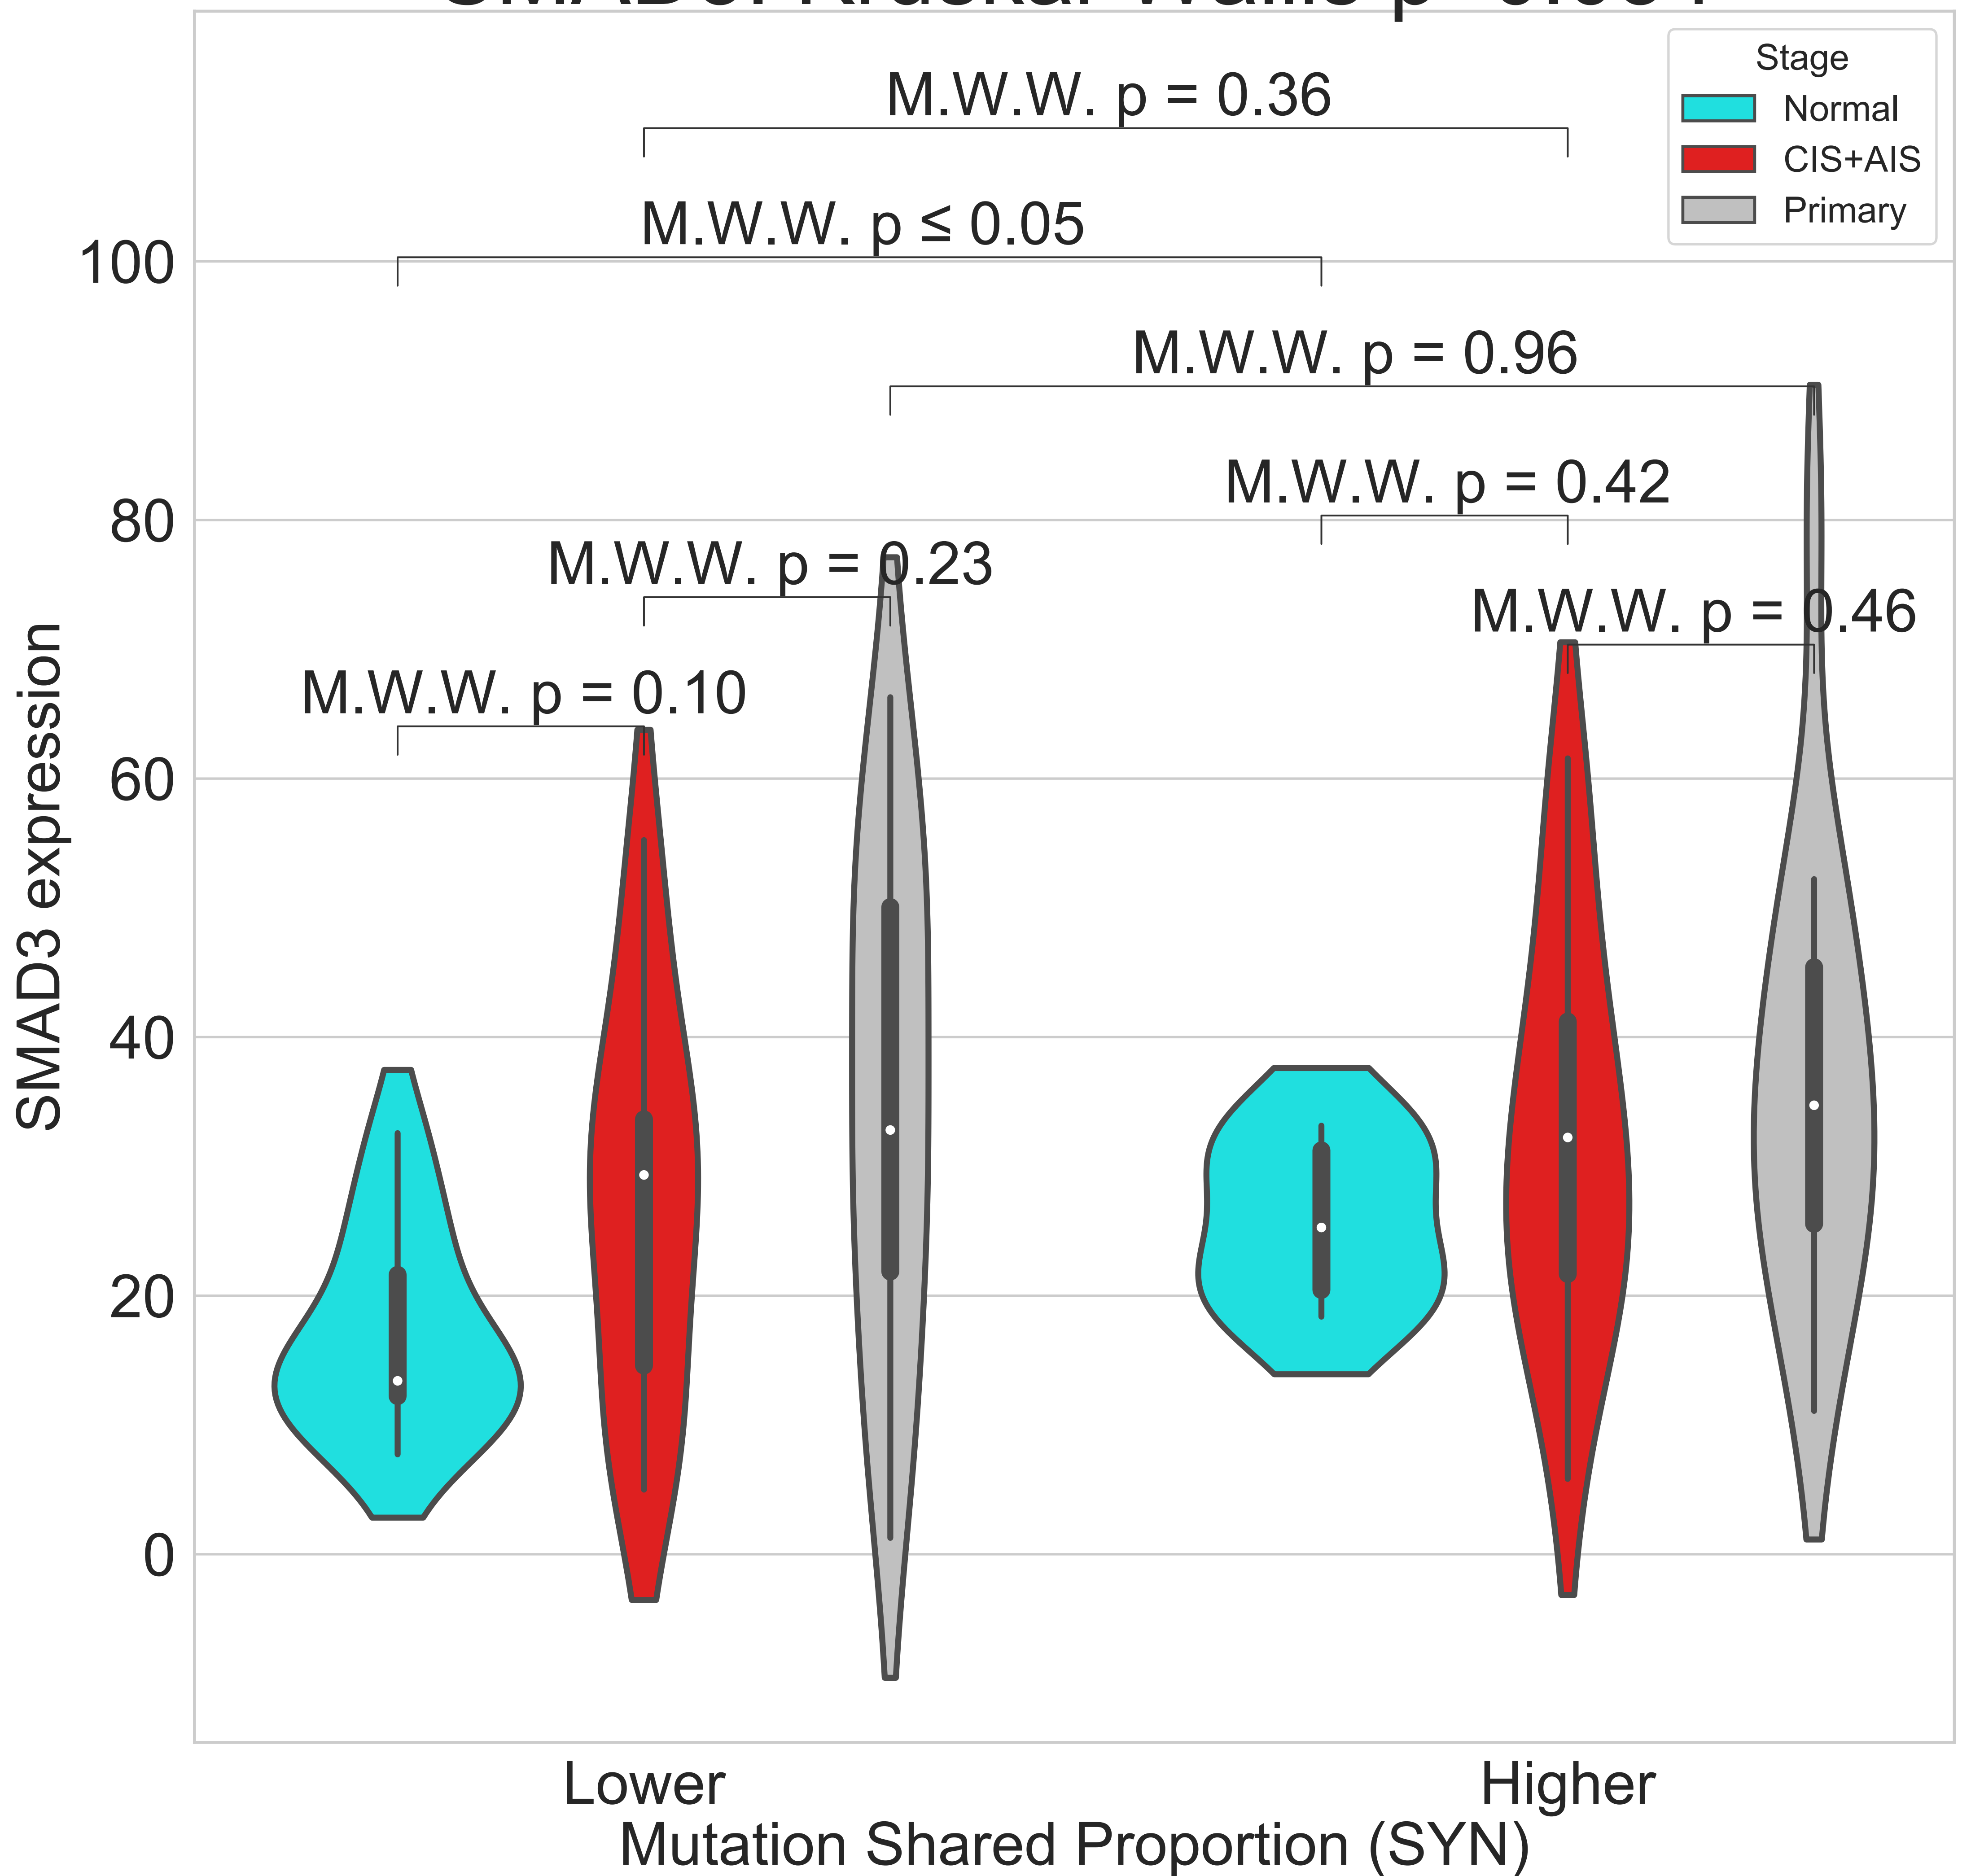 Stage
Normal
CIS+AIS
Primary
M.W.W. p = 0.36
M.W.W. p ≤ 0.05
M.W.W. p = 0.96
M.W.W. p = 0.42
M.W.W. p = 0.23
M.W.W. p = 0.46
M.W.W. p = 0.10
100
80
60
40
20
0
SMAD3 expression
Lower
Higher
Mutation Shared Proportion (SYN)